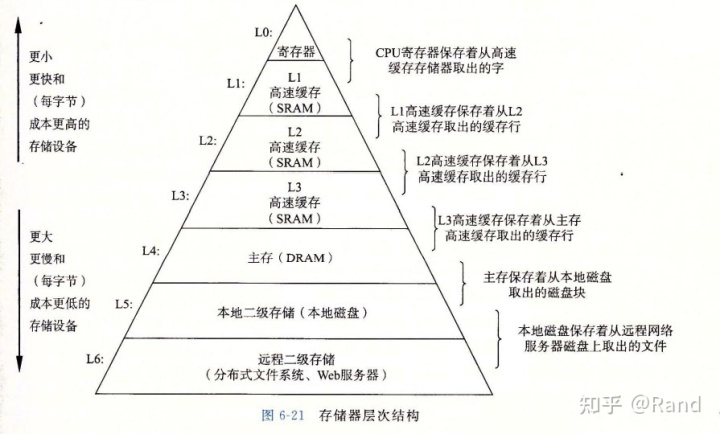 更小
更快和
（每字节）
成本更高的
存储设备
更大
更慢和
（每字节）
成本更低的
存储设备
L0:
寄存器
L1:
L1
高速缓存
（SRAM）
L2:
L2
高速缓存
（SRAM）
L3:
L3
高速缓存
（SRAM）
L4:
主存（DRAM）
L5:
本地二级存储（本地磁盘）
L6:
远程二级存储
（分布式文件系统、Web服务器）
CPU寄存器保存着从高速
缓存存储器取出的字
L1高速缓存保存着从L2
高速缓存取出的缓存行
L2高速缓存保存着从L3
高速缓存取出的缓存行
L3高速缓存保存着从主存
高速缓存取出的缓存行
主存保存着从本地磁盘
取出的磁盘块
本地磁盘保存着从远程网络
服务器磁盘上取出的文件
图 6-21 存储器层次结构
知乎 @Rand